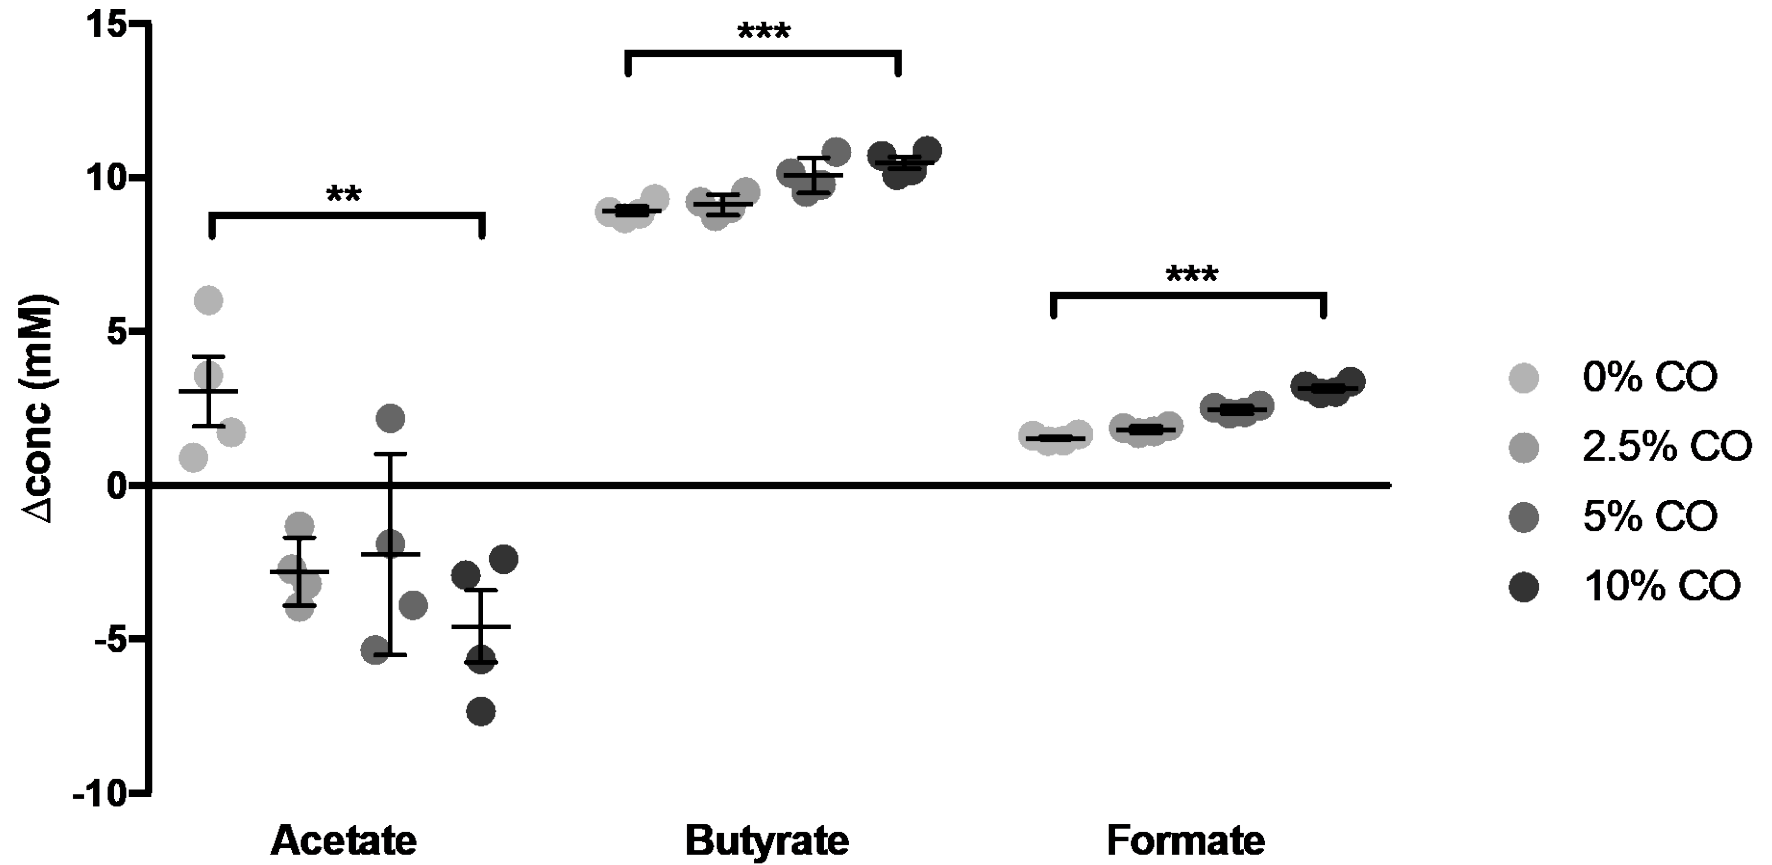 15
10
5
0
-5
-10
Δconc (mM)
**
***
***
Acetate
Butyrate
Formate
0% CO
2.5% CO
5% CO
10% CO